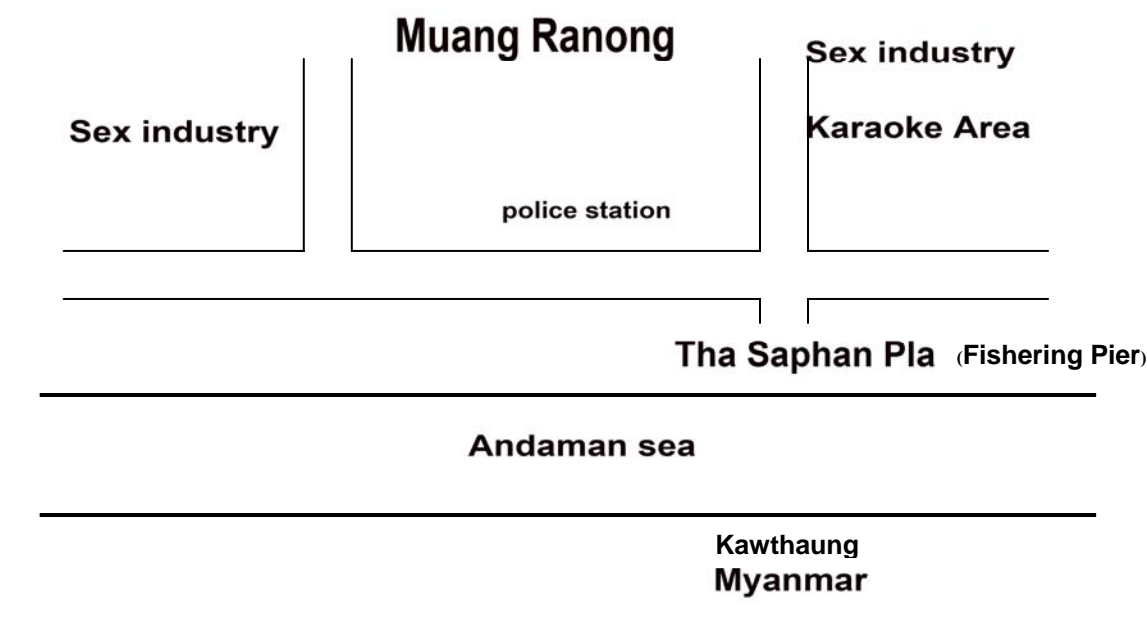 Muang Ranong
Sex industry
Sex industry
Karaoke Area
police station
Tha Saphan Pla (Fishering Pier)
Andaman sea
Kawthaung
Myanmar